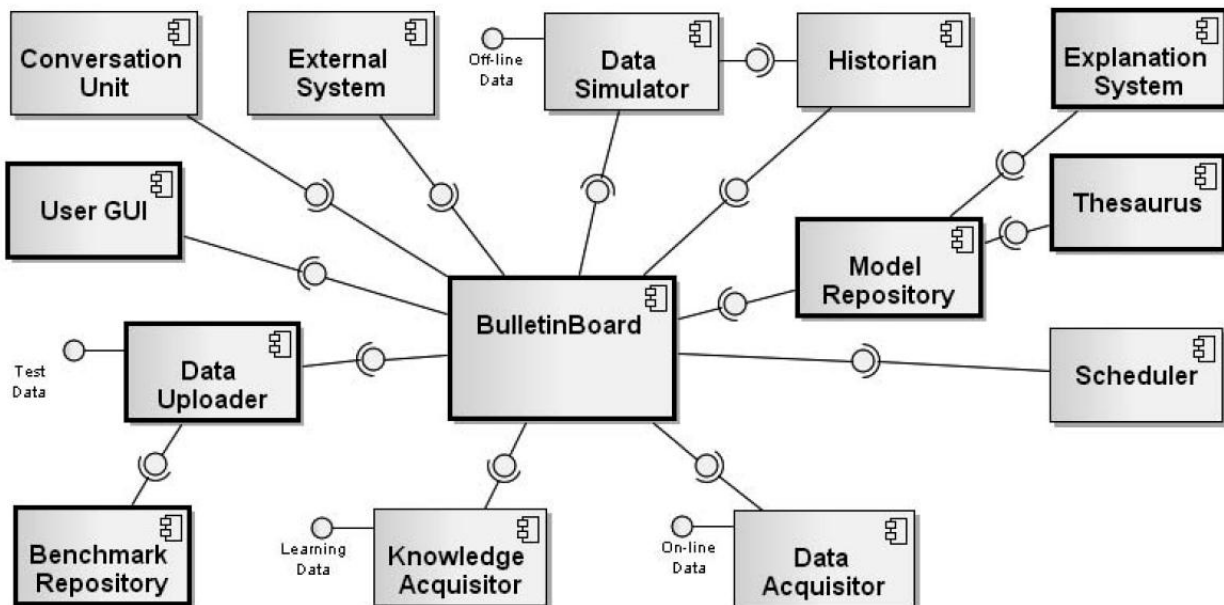 Conversation
Unit
External
System
Off-line
Data
Data
Simulator
Historian
Explanation
System
User GUI
Thesaurus
Model
Repository
BulletinBoard
Test
Data
Data
Uploader
Scheduler
Benchmark
Repository
Learning
Data
Knowledge
Acquisitor
On-line
Data
Data
Acquisitor